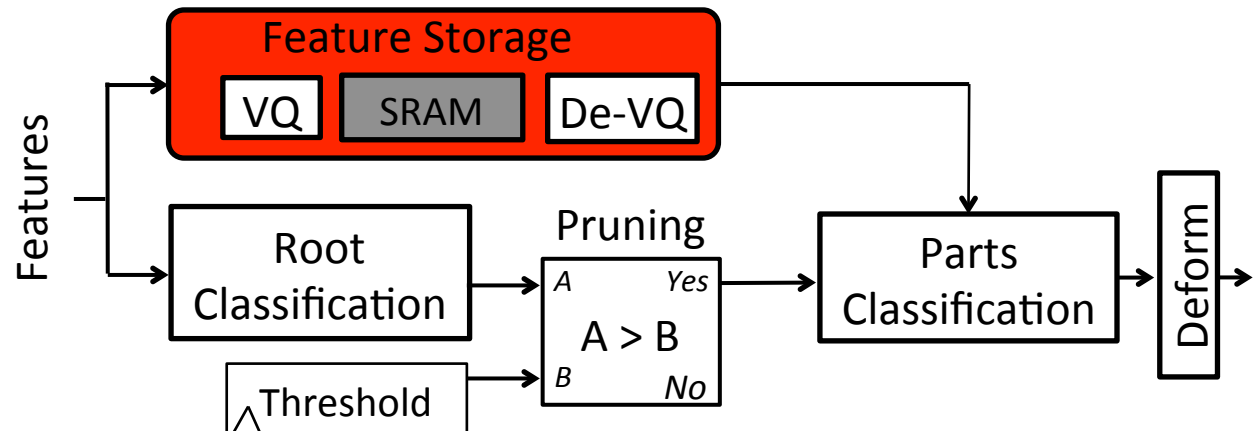 Feature Storage
VQ
SRAM
De-VQ
Features
Root
Classification
Pruning
A
Yes
A > B
B
No
Threshold
Parts
Classification
Deform